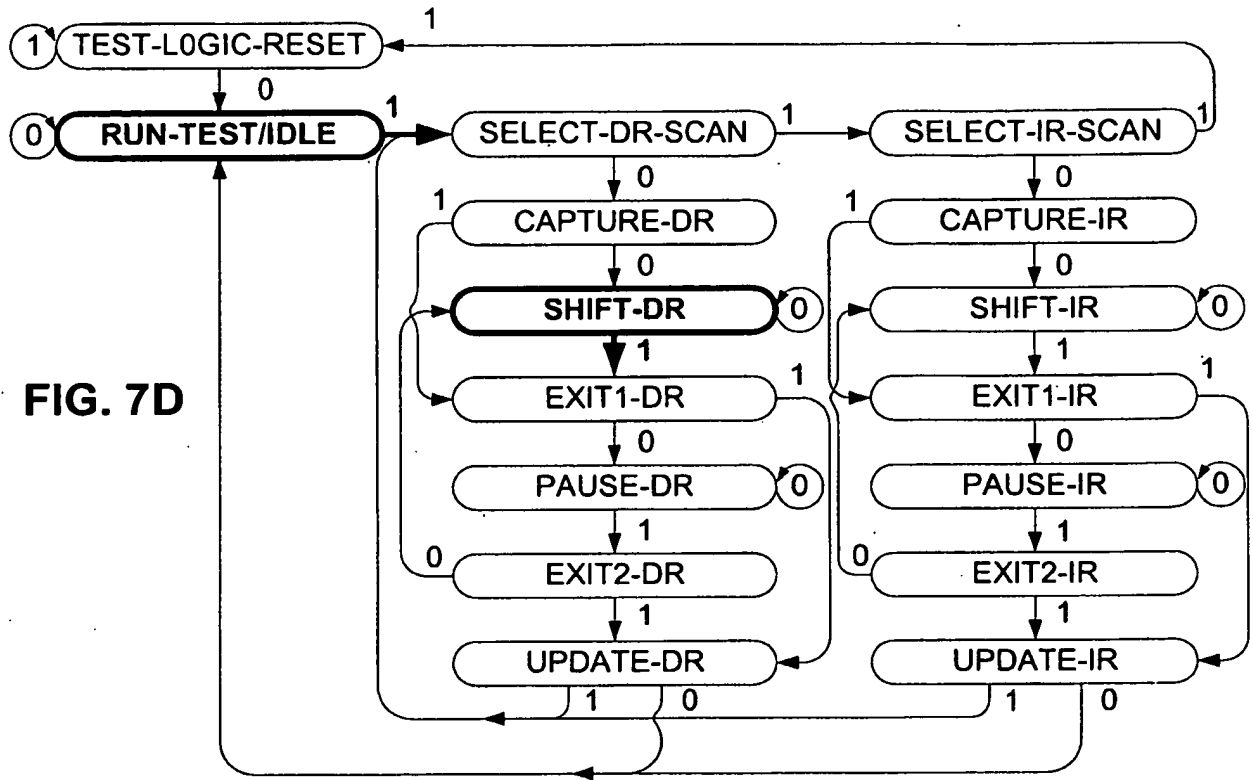 1
1 TEST-L0GIC-RESET
0
0 RUN-TEST/IDLE 1 SELECT-DR-SCAN 1 SELECT-IR-SCAN 1
0 0
1 CAPTURE-DR 1 CAPTURE-IR
0 0
SHIFT-DR 0 SHIFT-IR 0
1 1
FIG. 7D EXIT1-DR 1 EXIT1-IR 1
0 0
PAUSE-DR 0 PAUSE-IR 0
1 1
0 EXIT2-DR 0 EXIT2-IR
1 1
UPDATE-DR UPDATE-IR
1 0 1 0